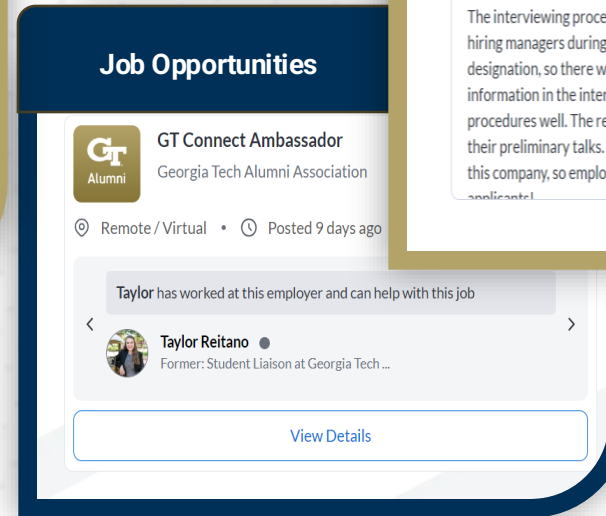 Job Opportunities
GT
Alumni
GT Connect Ambassador
Georgia Tech Alumni Association
Remote / Virtual • Posted 9 days ago
Taylor has worked at this employer and can help with this job
Taylor Reitano
Former: Student Liaison at Georgia Tech ...
View Details
The interviewing proce
hiring managers during
designation, so there w
information in the inter
procedures well. The re
their preliminary talks.
this company, so emplo
applicants!